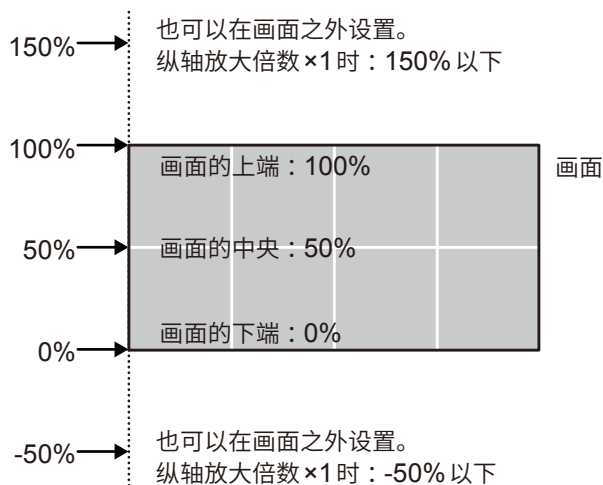 也可以在画面之外设置。
150%
纵轴放大倍数×1时：150%以下
100%
画面的上端：100%
画面
50%
画面的中央：50%
画面的下端：0%
0%
也可以在画面之外设置。
-50%
纵轴放大倍数×1时：-50%以下